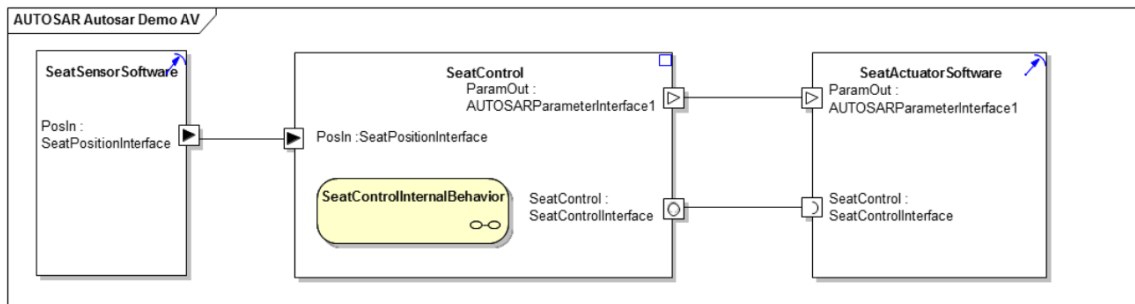 AUTOSAR Autosar Demo AV
SeatSensorSoftware
PosIn :
SeatPositionInterface
SeatControl
ParamOut :
AUTOSARParameterInterface1
PosIn :SeatPositionInterface
SeatControlInternalBehavior
SeatControl :
SeatControlInterface
SeatActuatorSoftware
ParamOut :
AUTOSARParameterInterface1
SeatControl :
SeatControlInterface